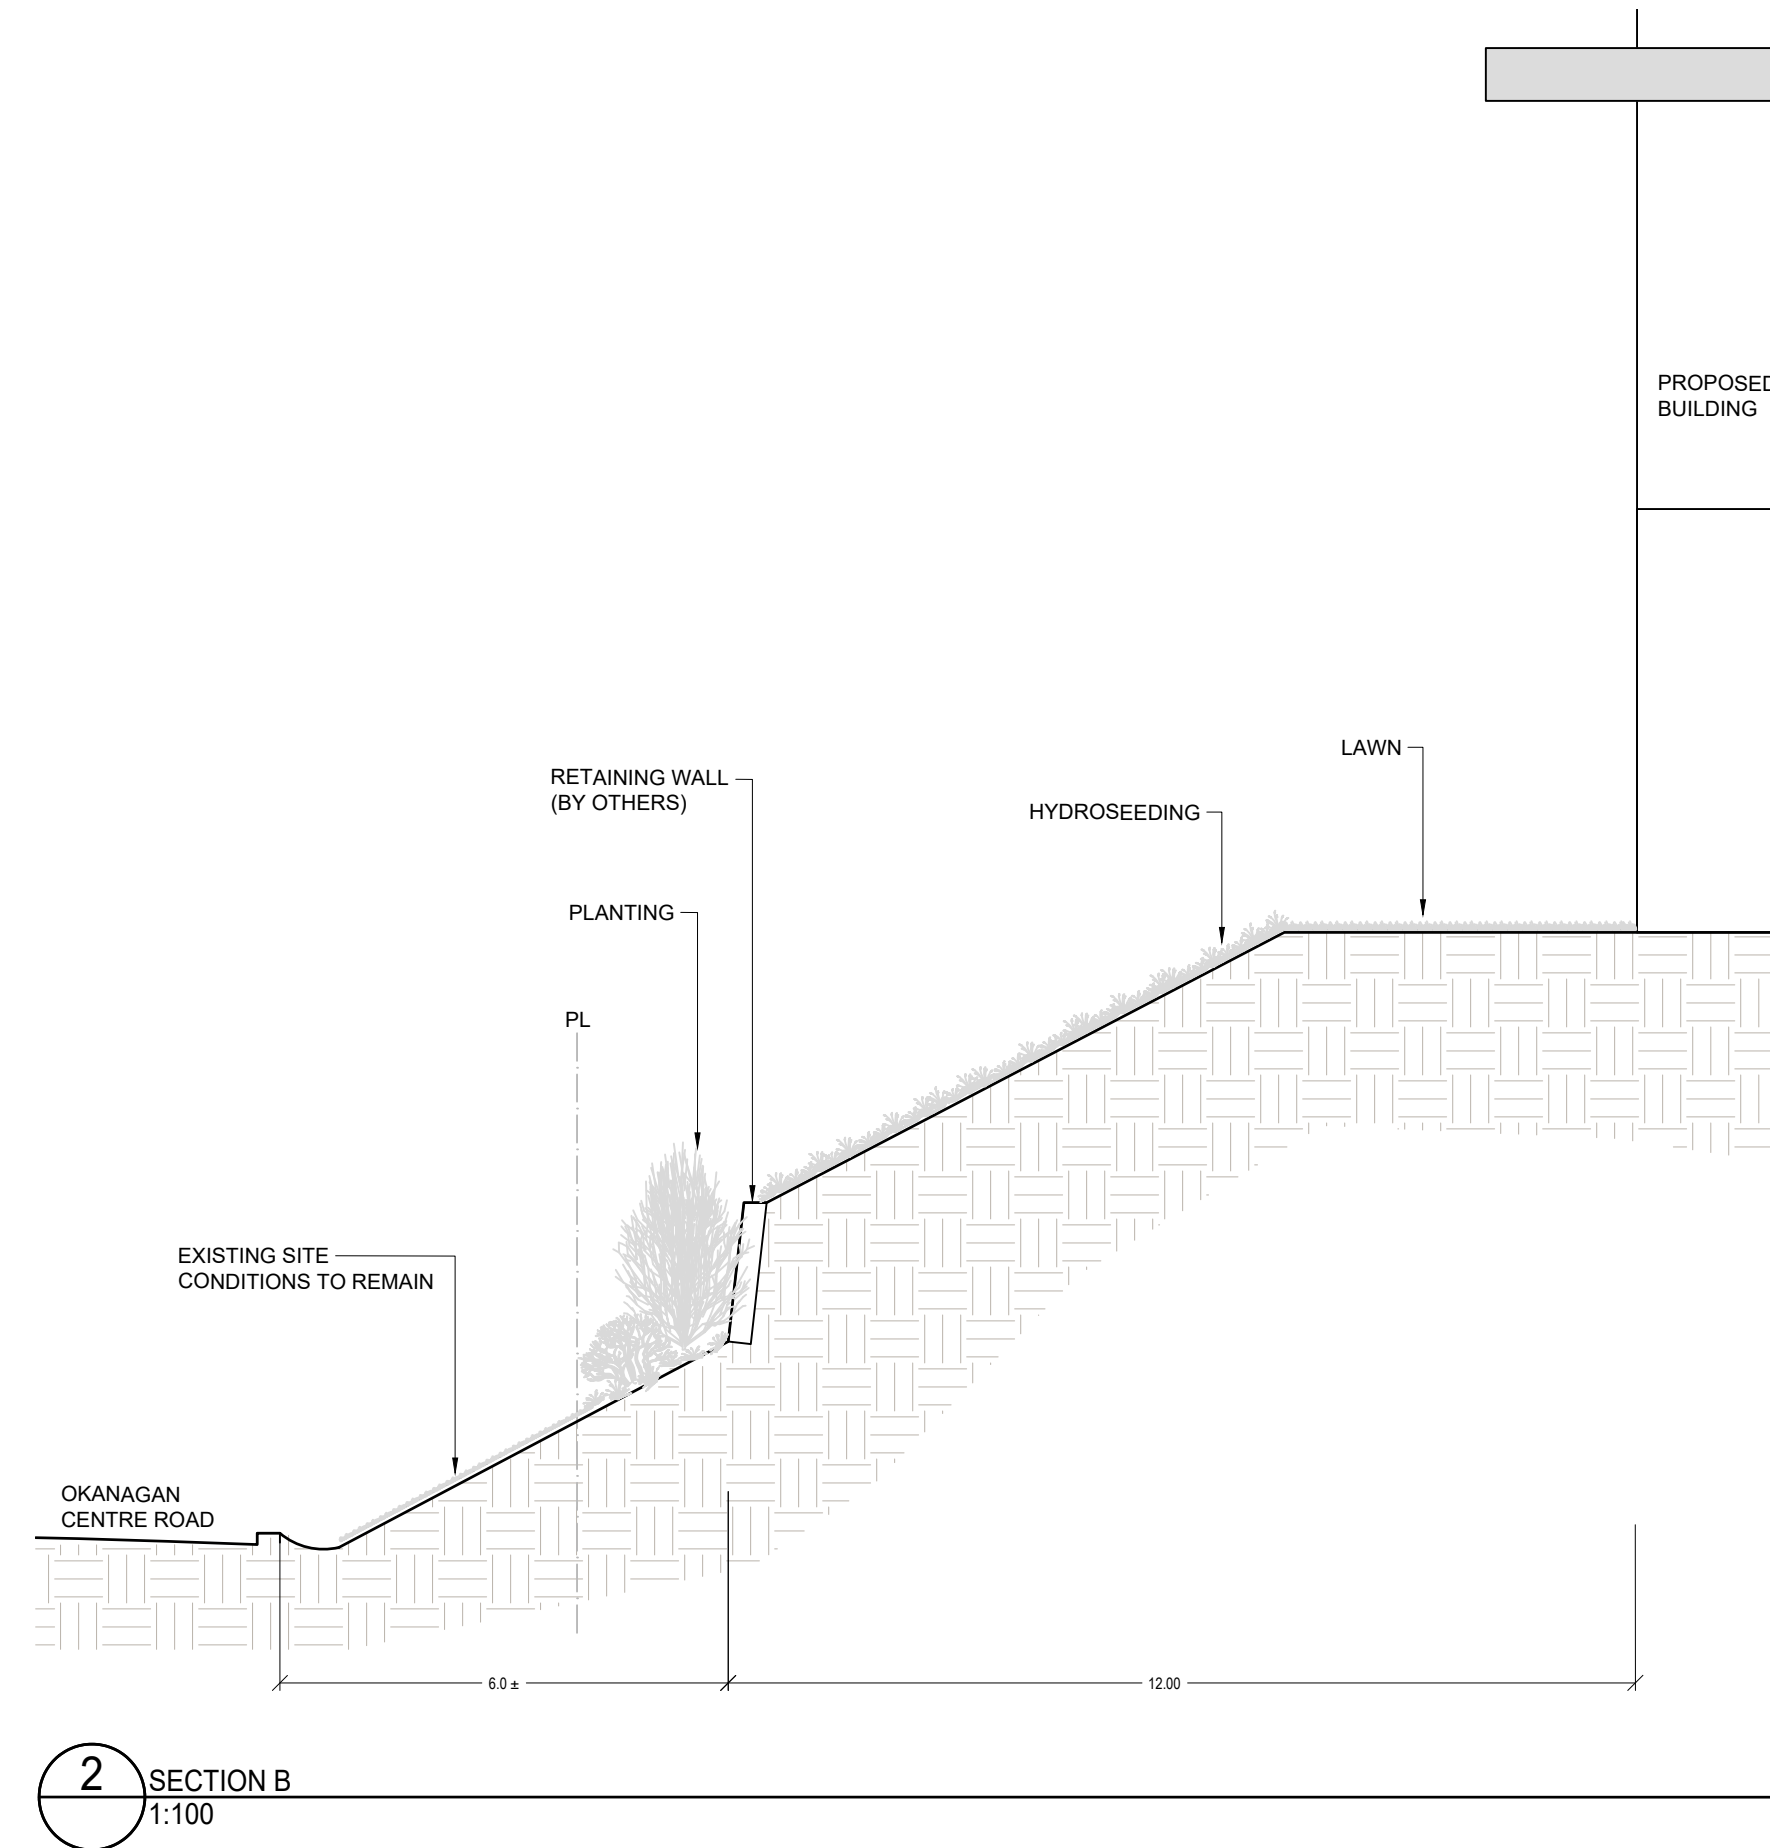 PROPOSED
BUILDING
LAWN
RETAINING WALL
(BY OTHERS)
HYDROSEEDING
PLANTING
PL
EXISTING SITE
CONDITIONS TO REMAIN
OKANAGAN
CENTRE ROAD
6.0 ±
12.00
2
SECTION B
1:100